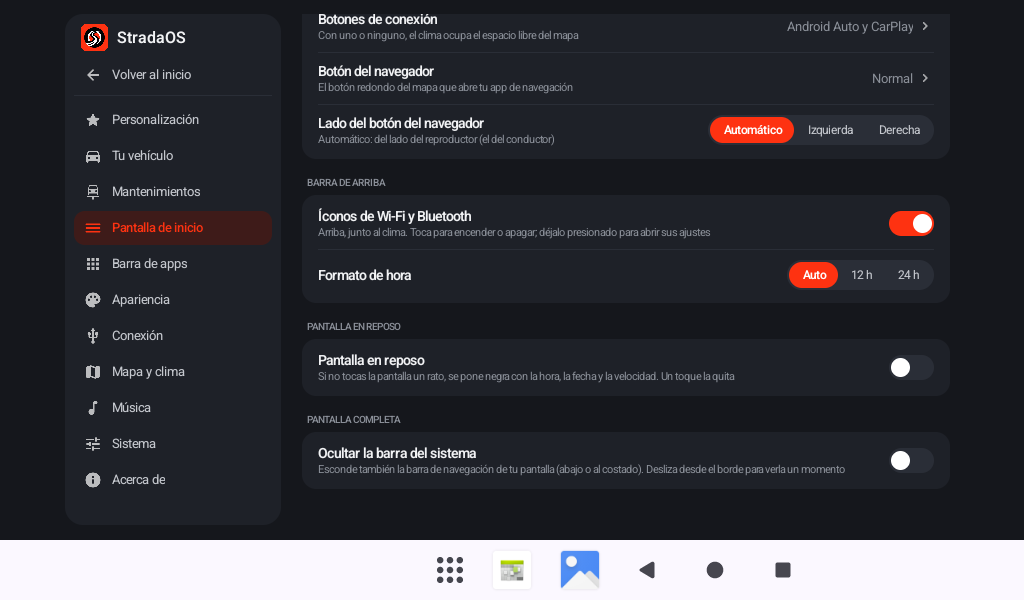 StradaOS
Volver al inicio
Personalización
Tu vehículo
Mantenimientos
Pantalla de inicio
Barra de apps
Apariencia
Conexión
Mapa y clima
Música
Sistema
Acerca de
Botones de conexión
Con uno o ninguno, el clima ocupa el espacio libre del mapa
Android Auto y CarPlay
Botón del navegador
El botón redondo del mapa que abre tu app de navegación
Normal
Lado del botón del navegador
Automático: del lado del reproductor (el del conductor)
Automático Izquierda Derecha
BARRA DE ARRIBA
Íconos de Wi-Fi y Bluetooth
Arriba, junto al clima. Toca para encender o apagar; déjalo presionado para abrir sus ajustes
Formato de hora
Auto 12 h 24 h
PANTALLA EN REPOSO
Pantalla en reposo
Si no tocas la pantalla un rato, se pone negra con la hora, la fecha y la velocidad. Un toque la quita
PANTALLA COMPLETA
Ocultar la barra del sistema
Esconde también la barra de navegación de tu pantalla (abajo o al costado). Desliza desde el borde para verla un momento